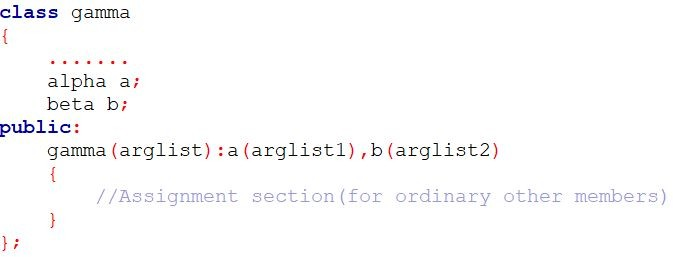 class gamma
{
    .......
    alpha a;
    beta b;
public:
    gamma(arglist):a(arglist1),b(arglist2)
    {
        //Assignment section(for ordinary other members)
    }
};